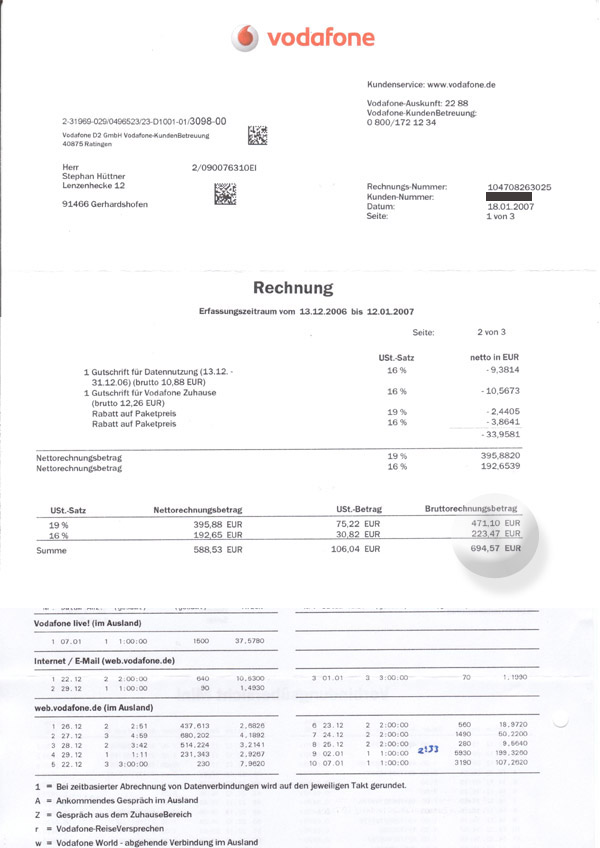 vodafone
Kundenservice: www.vodafone.de
Vodafone-Auskunft: 22 88
Vodafone-KundenBetreuung:
0 800/172 12 34
2-31969-029/0496523/23-D1001-01/3098-00
Vodafone D2 GmbH Vodafone-KundenBetreuung
40875 Ratingen
Herr 2/090076310EI
Stephan Hüttner
Lenzenhecke 12
91466 Gerhardshofen
Rechnungs-Nummer: 104708263025
Kunden-Nummer:
Datum: 18.01.2007
Seite: 1 von 3
Rechnung
Erfassungszeitraum vom 13.12.2006 bis 12.01.2007
Seite: 2 von 3
USt.-Satz netto in EUR
1 Gutschrift für Datennutzung (13.12. - 16 % - 9,3814
31.12.06) (brutto 10,88 EUR)
1 Gutschrift für Vodafone Zuhause 16 % - 10,5673
(brutto 12,26 EUR)
Rabatt auf Paketpreis 19 % - 2,4405
Rabatt auf Paketpreis 16 % - 3,8641
- 33,9581
Nettorechnungsbetrag 19 % 395,8820
Nettorechnungsbetrag 16 % 192,6539
USt.-Satz Nettorechnungsbetrag USt.-Betrag Bruttorechnungsbetrag
19 % 395,88 EUR 75,22 EUR 471,10 EUR
16 % 192,65 EUR 30,82 EUR 223,47 EUR
Summe 588,53 EUR 106,04 EUR 694,57 EUR
Vodafone live! (im Ausland)
1 07.01 1 1:00:00 1500 37,5780
Internet / E-Mail (web.vodafone.de)
1 22.12 2 2:00:00 640 10,6300
2 29.12 1 1:00:00 90 1,4930
3 01.01 3 3:00:00 70 1,1930
web.vodafone.de (im Ausland)
1 26.12 2 2:51 437,613 2,6826
2 27.12 3 4:59 680,202 4,1892
3 28.12 2 3:42 514,224 3,2141
4 29.12 1 1:11 231,343 2,9267
5 22.12 3 3:00:00 230 7,9620
6 23.12 2 2:00:00 560 18,9720
7 24.12 2 2:00:00 1490 50,2200
8 25.12 2 2:00:00 280 9,5640
9 02.01 1 1:00:00 5930 199,3260
10 07.01 1 1:00:00 3190 107,2620
1 = Bei zeitbasierter Abrechnung von Datenverbindungen wird auf den jeweiligen Takt gerundet.
A = Ankommendes Gespräch im Ausland
Z = Gespräch aus dem ZuhauseBereich
r = Vodafone-ReiseVersprechen
w = Vodafone World - abgehende Verbindung im Ausland